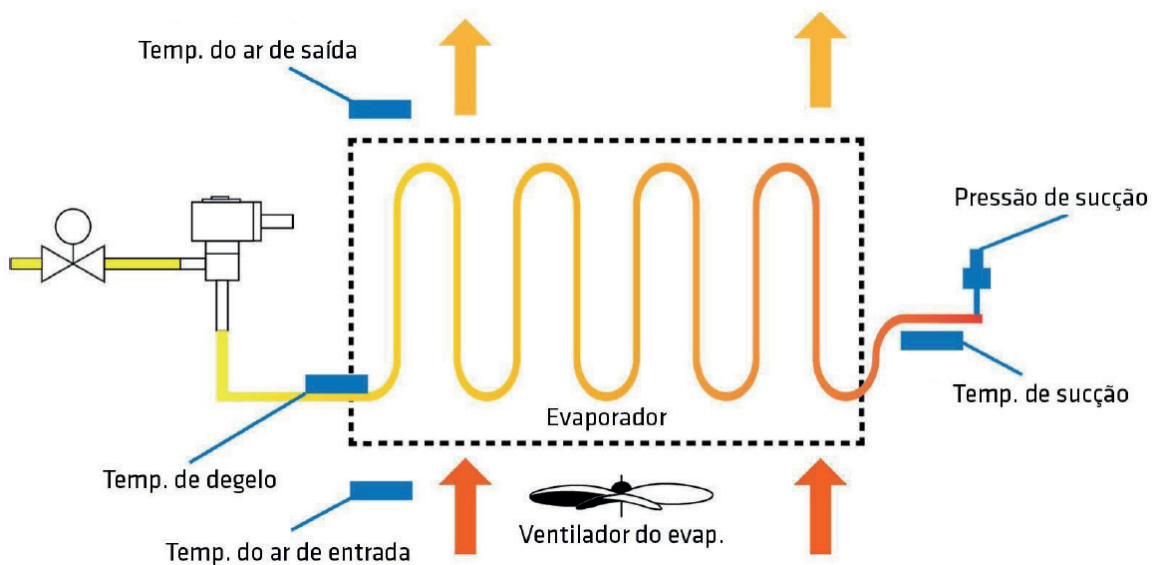 Temp. do ar de saída
Pressão de sucção
Temp. de sucção
Evaporador
Temp. de degelo
Ventilador do evap.
Temp. do ar de entrada